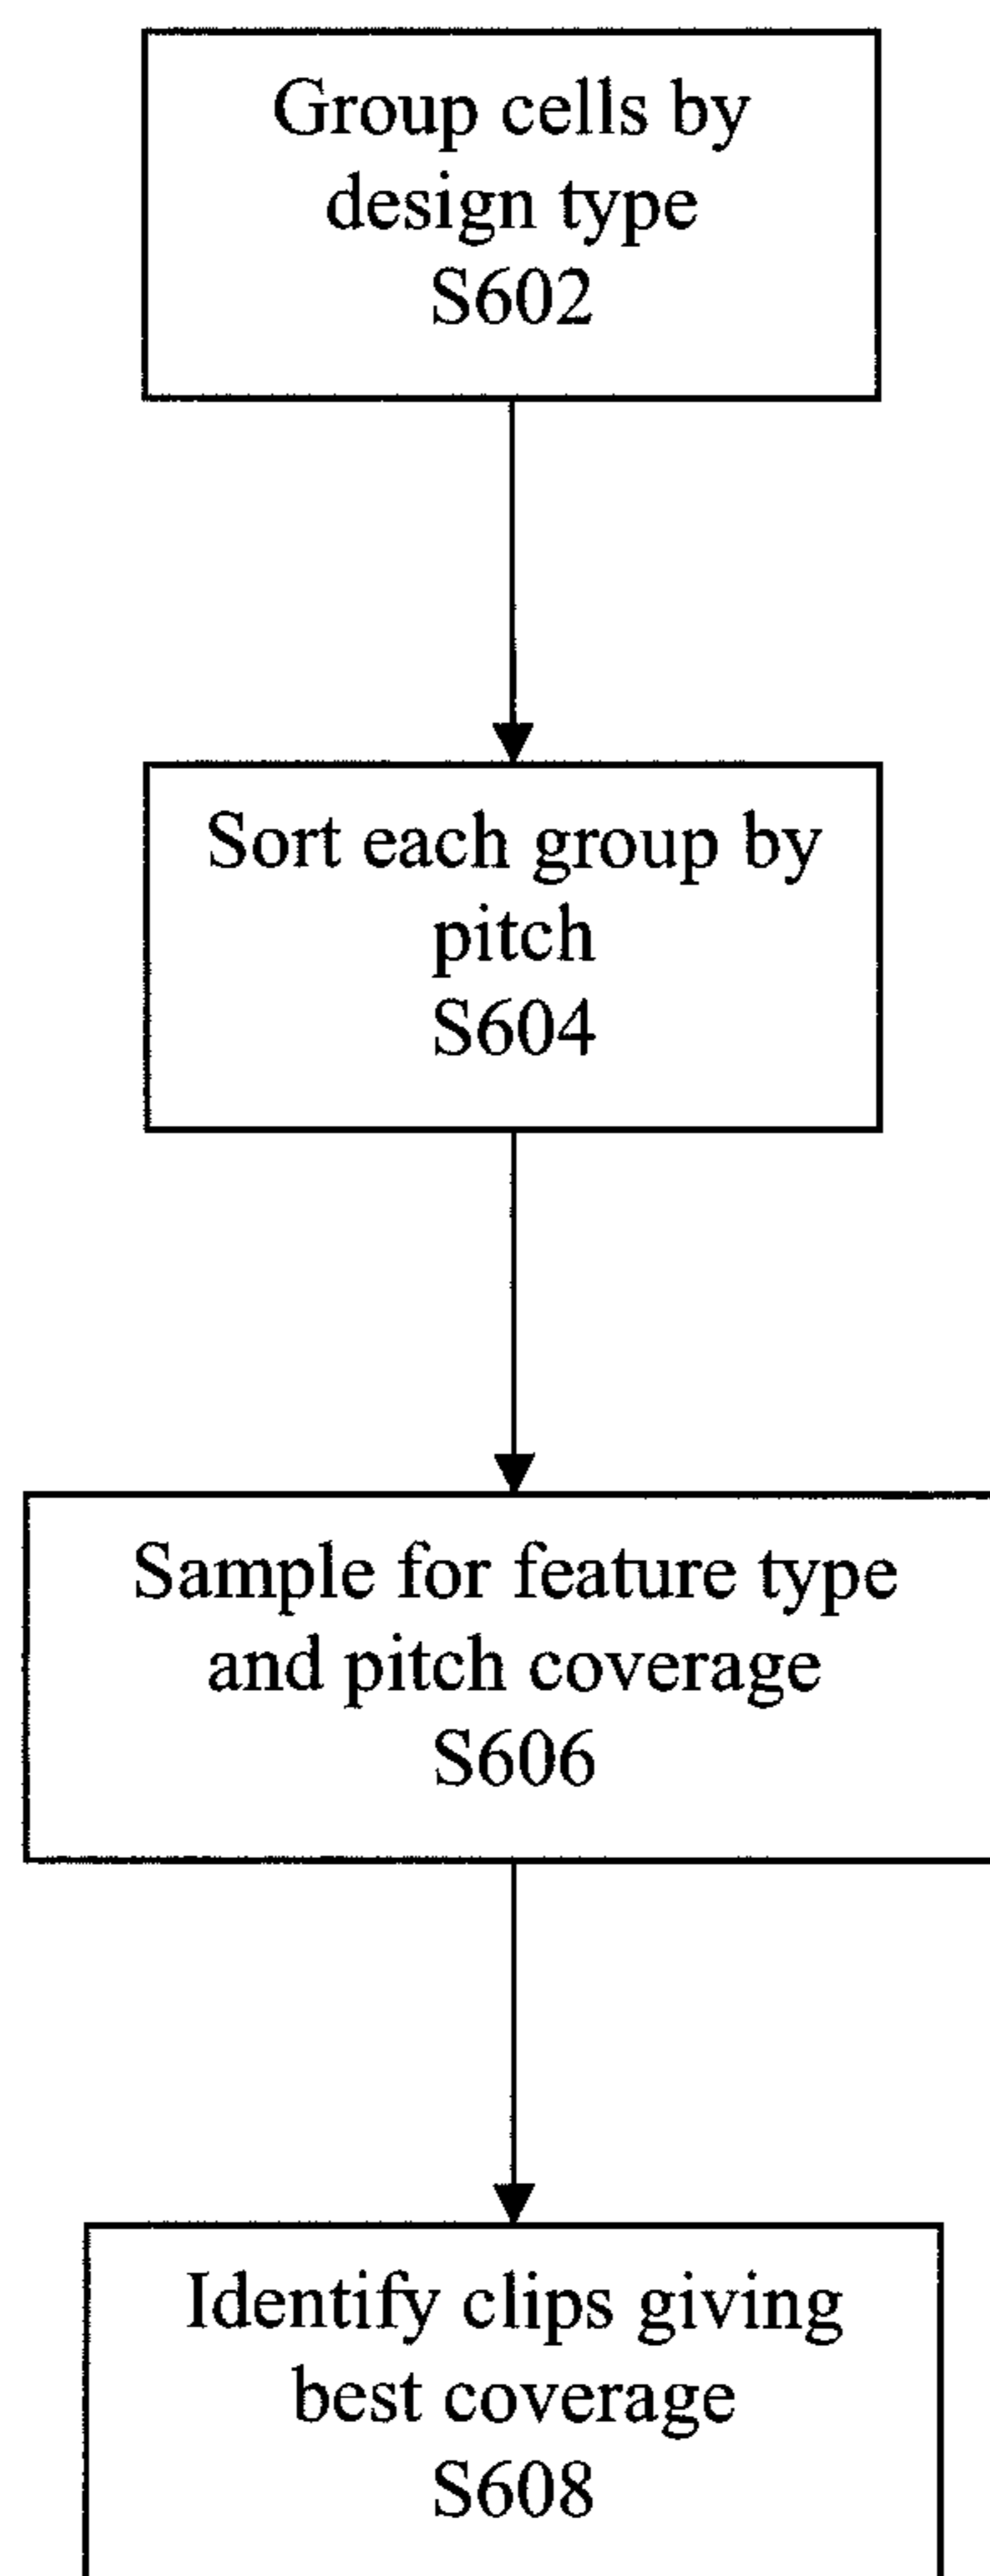 Group cells by
design type
S602
Sort each group by
pitch
S604
Sample for feature type
and pitch coverage
S606
Identify clips giving
best coverage
S608